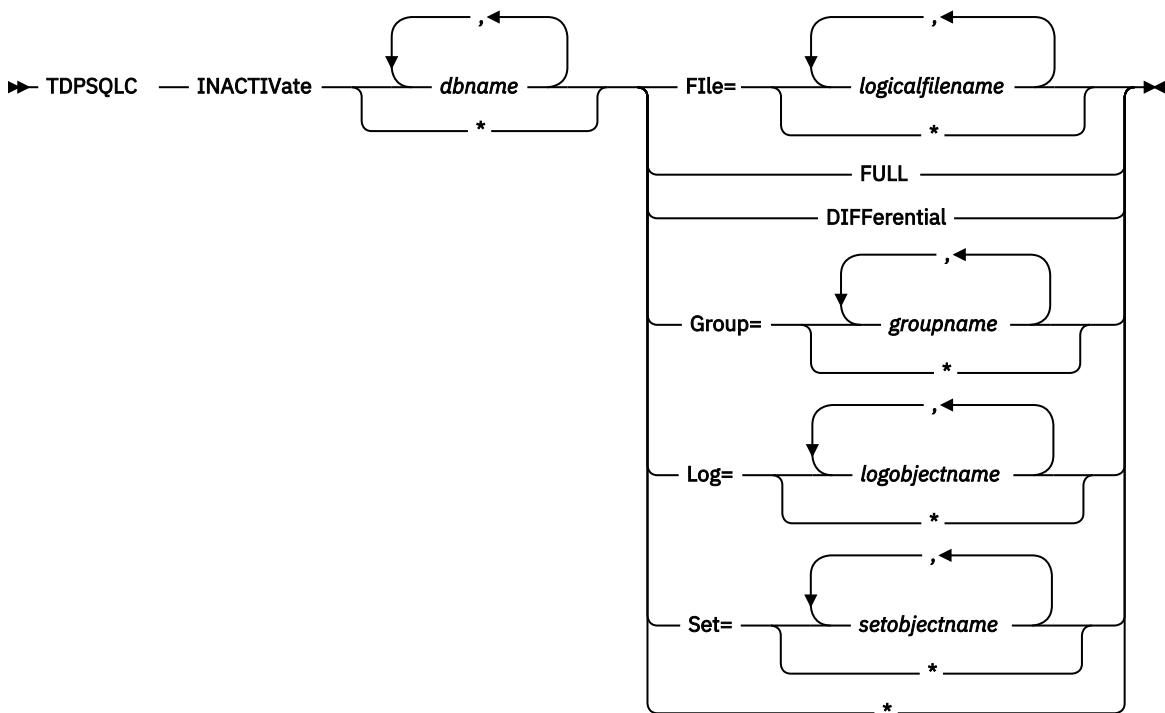 , ,
TDPSQLC INACTIVate dbname FIle= logicalfilename
* *
FULL
DIFFerential
,
Group= groupname
*
,
Log= logobjectname
*
,
Set= setobjectname
*
*